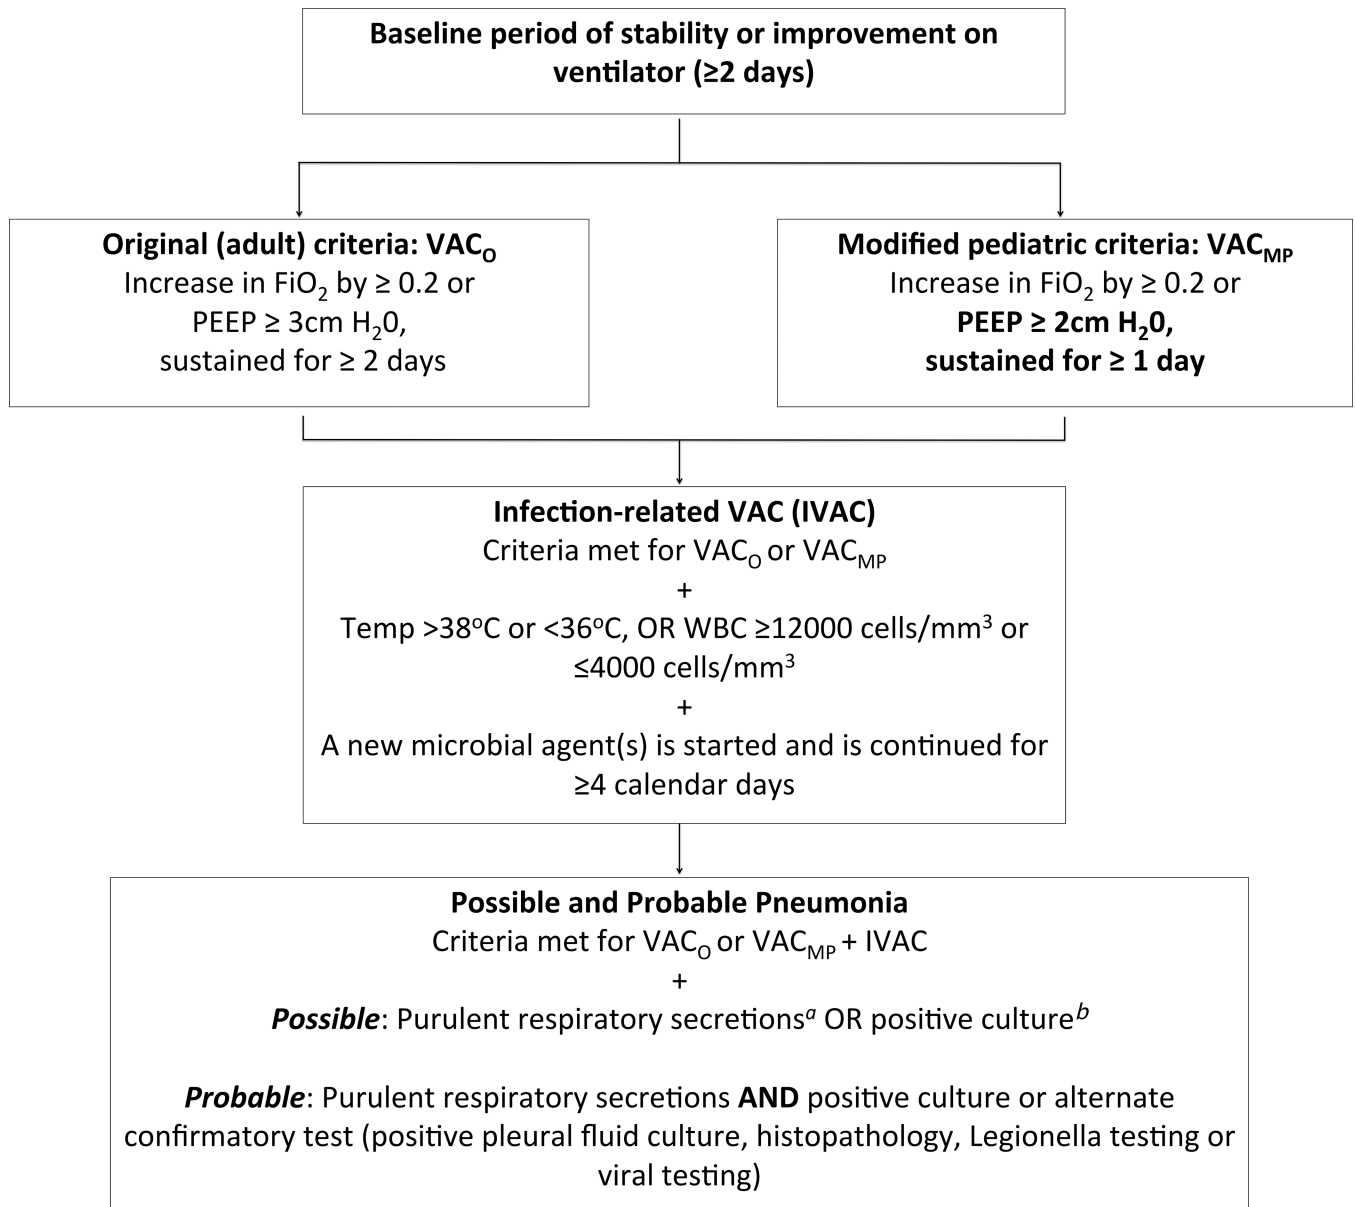 Baseline period of stability or improvement on
ventilator (≥2 days)
Original (adult) criteria: VACO
Increase in FiO2 by ≥ 0.2 or
PEEP ≥ 3cm H20,
sustained for ≥ 2 days
Modified pediatric criteria: VACMP
Increase in FiO2 by ≥ 0.2 or
PEEP ≥ 2cm H20,
sustained for ≥ 1 day
Infection-related VAC (IVAC)
Criteria met for VACO or VACMP
+
Temp >38oC or <36oC, OR WBC ≥12000 cells/mm3 or
≤4000 cells/mm3
+
A new microbial agent(s) is started and is continued for
≥4 calendar days
Possible and Probable Pneumonia
Criteria met for VACO or VACMP + IVAC
+
Possible: Purulent respiratory secretionsa OR positive cultureb
Probable: Purulent respiratory secretions AND positive culture or alternate
confirmatory test (positive pleural fluid culture, histopathology, Legionella testing or
viral testing)